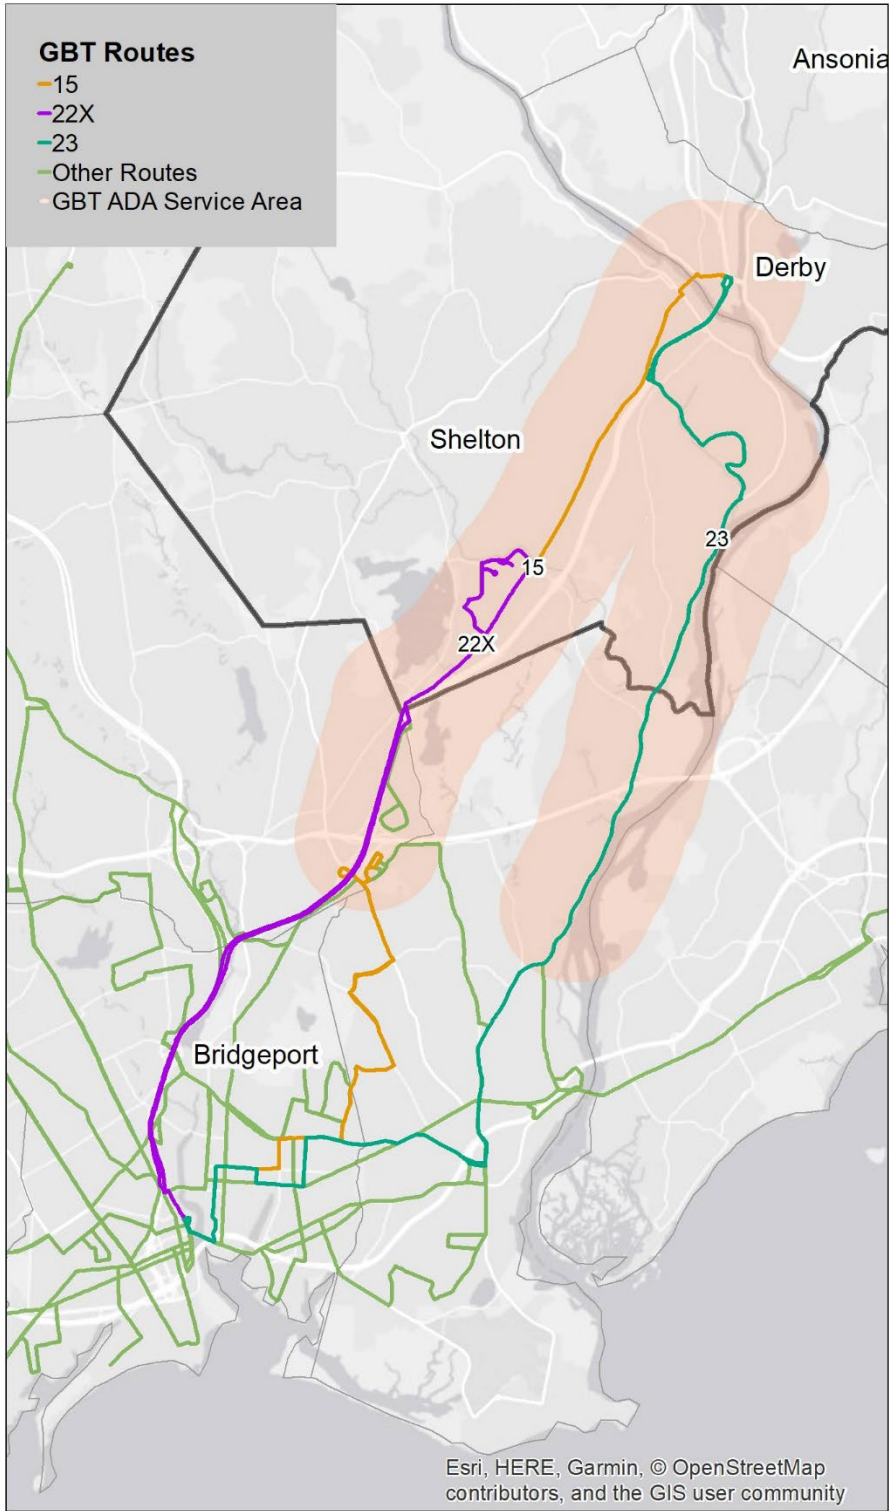 GBT Routes
15
22X
23
Other Routes
GBT ADA Service Area
Ansonia
Derby
Shelton
23
15
22X
Bridgeport
Esri, HERE, Garmin, © OpenStreetMap
contributors, and the GIS user community